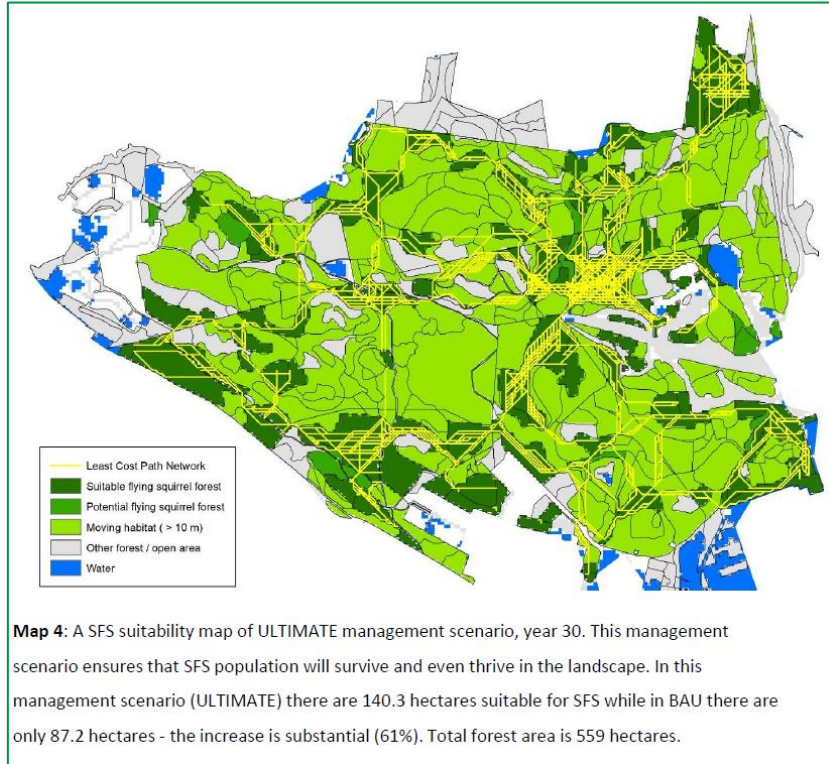 Least Cost Path Network
Suitable flying squirrel forest
Potential flying squirrel forest
Moving habitat ( > 10 m)
Other forest / open area
Water
Map 4: A SFS suitability map of ULTIMATE management scenario, year 30. This management
scenario ensures that SFS population will survive and even thrive in the landscape. In this
management scenario (ULTIMATE) there are 140.3 hectares suitable for SFS while in BAU there are
only 87.2 hectares - the increase is substantial (61%). Total forest area is 559 hectares.